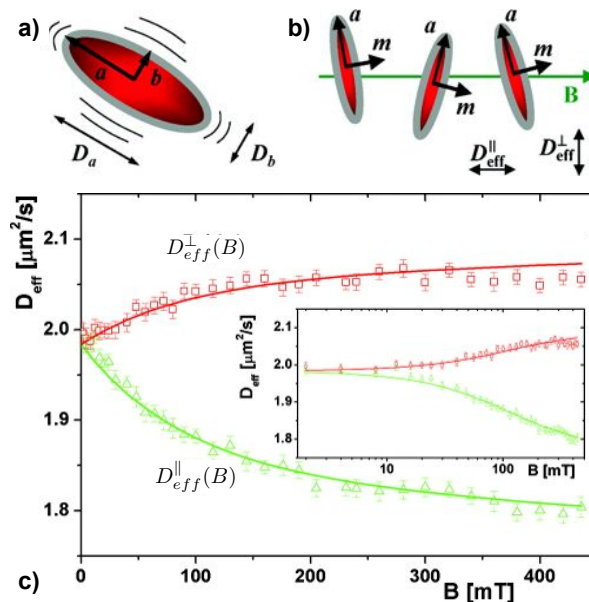 a)
a
b
D_a
D_b
b)
a
a
a
m
m
m
B
D_eff^∥
D_eff^⊥
D_eff [μm²/s]
2.1
2.0
1.9
1.8
D_eff^⊥(B)
D_eff^∥(B)
D_eff [μm²/s]
2.1
2.0
1.9
1.8
10
100
B [mT]
0
100
200
300
400
c)
B [mT]